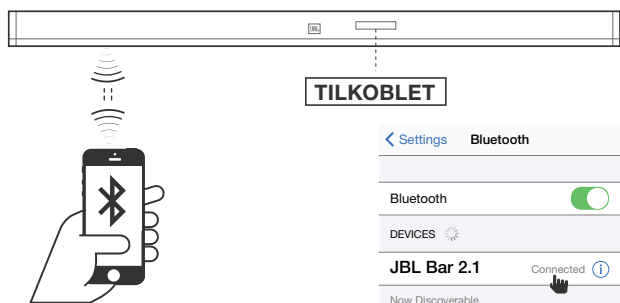 JBL
TILKOBLET
Settings Bluetooth
Bluetooth
DEVICES
JBL Bar 2.1 Connected
Now Discoverable